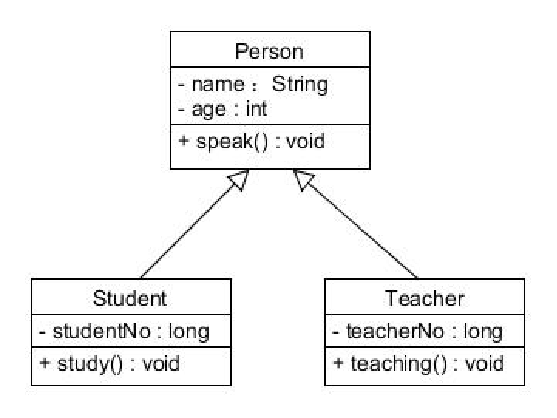 Person
- name： String
- age : int
+ speak() : void
Student
- studentNo : long
+ study() : void
Teacher
- teacherNo : long
+ teaching() : void